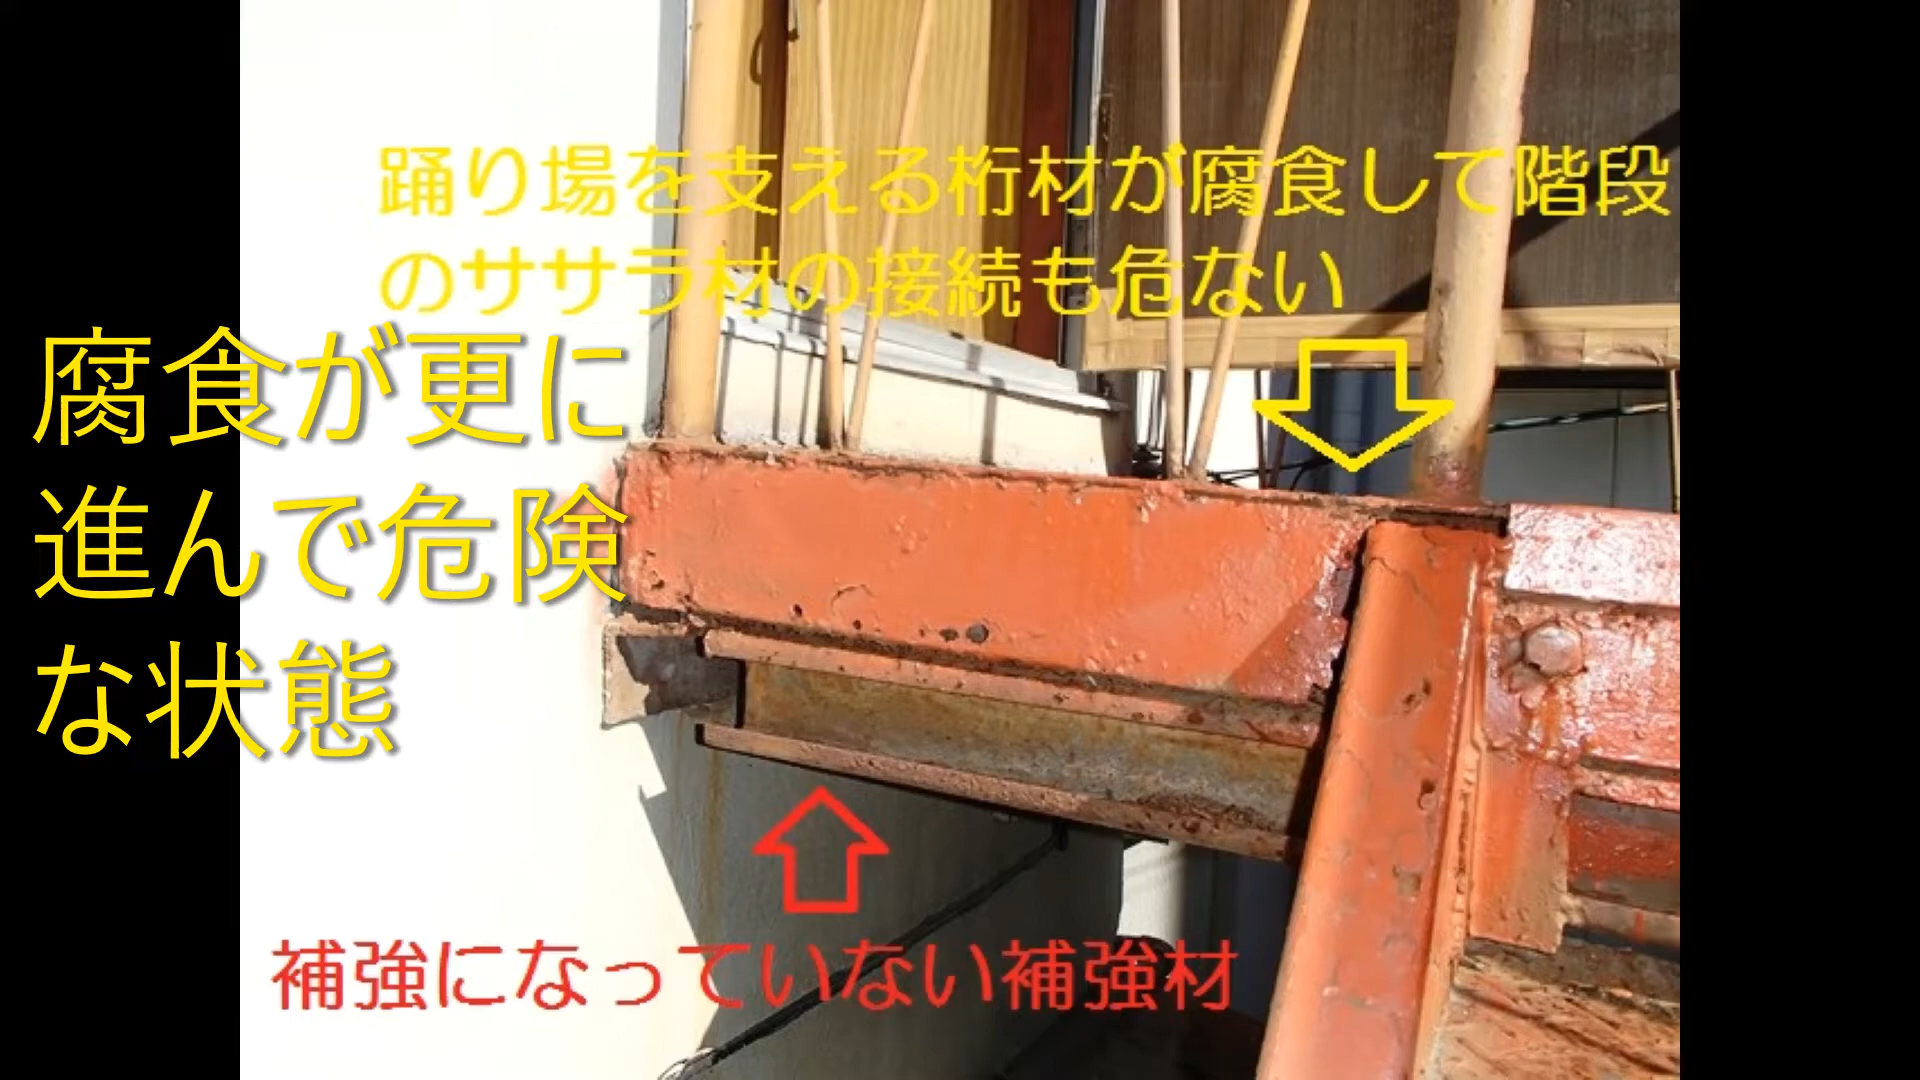 踊り場を支える桁材が腐食して階段
のササラ材の接続も危ない
腐食が更に
進んで危険
な状態
補強になっていない補強材